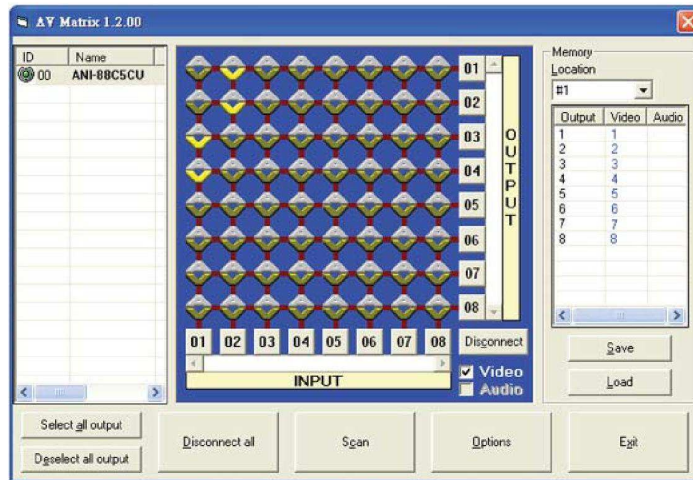 AV Matrix 1.2.00
ID Name
00 ANI-88C5CU
01
02
03
04
05
06
07
08
OUTPUT
01 02 03 04 05 06 07 08 Disconnect
INPUT
Video
Audio
Memory
Location
#1
Output Video Audio
1 1
2 2
3 3
4 4
5 5
6 6
7 7
8 8
Save
Load
Select all output
Deselect all output
Disconnect all
Scan
Options
Exit